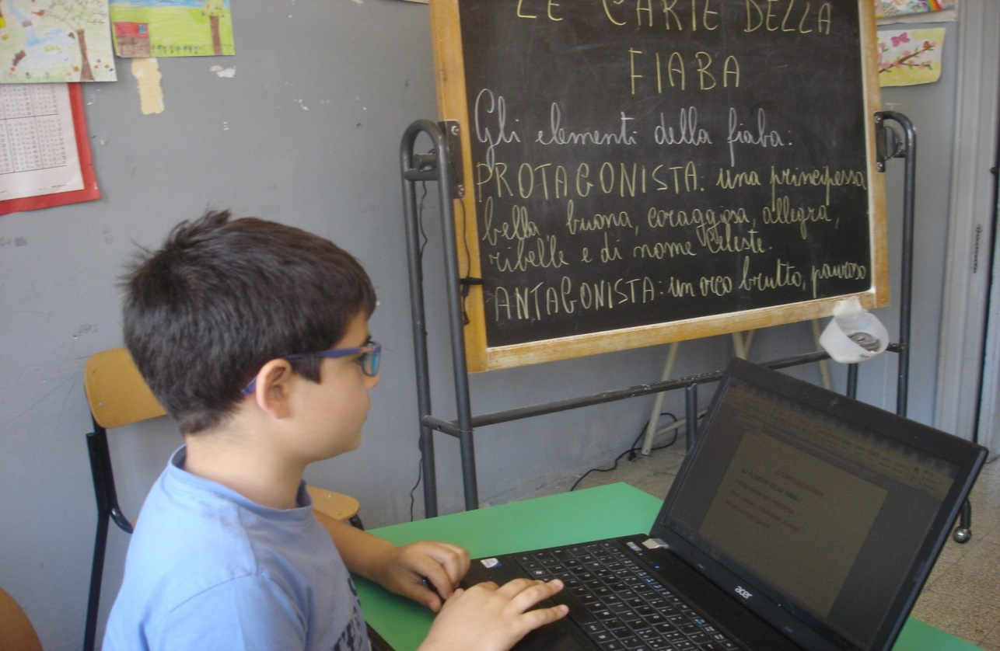 LE CARTE DELLA
FIABA
Gli elementi della fiaba:
PROTAGONISTA: una principessa
bella, buona, coraggiosa, allegra,
ribelle e di nome Celeste.
ANTAGONISTA: un orco brutto, pauroso
acer